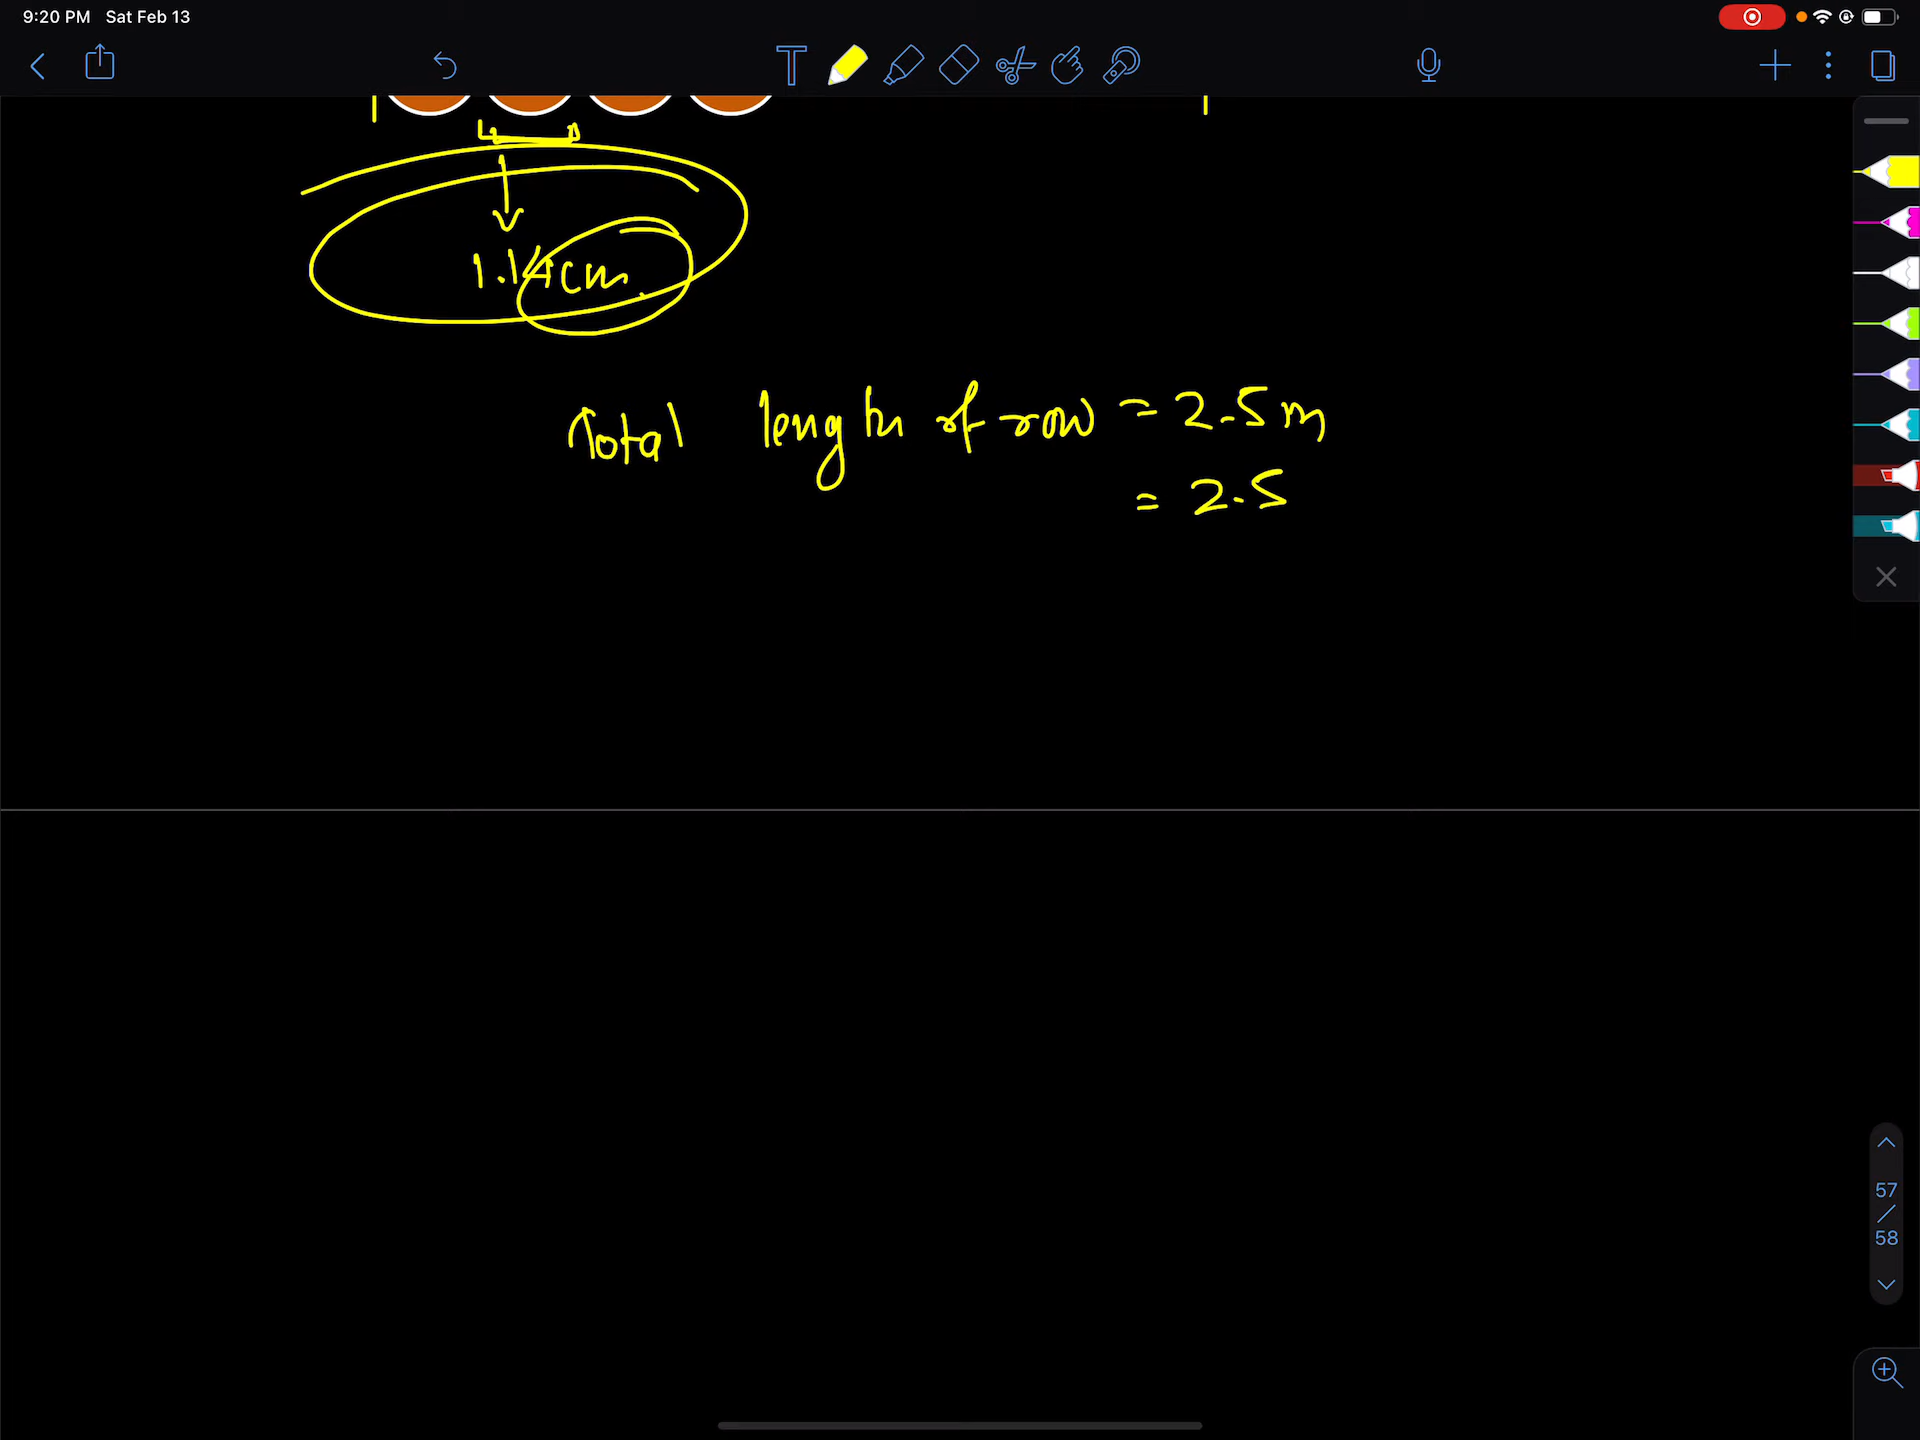 9:20 PM Sat Feb 13
1.14cm
Total length of row = 2.5m
= 2.5
57
/
58